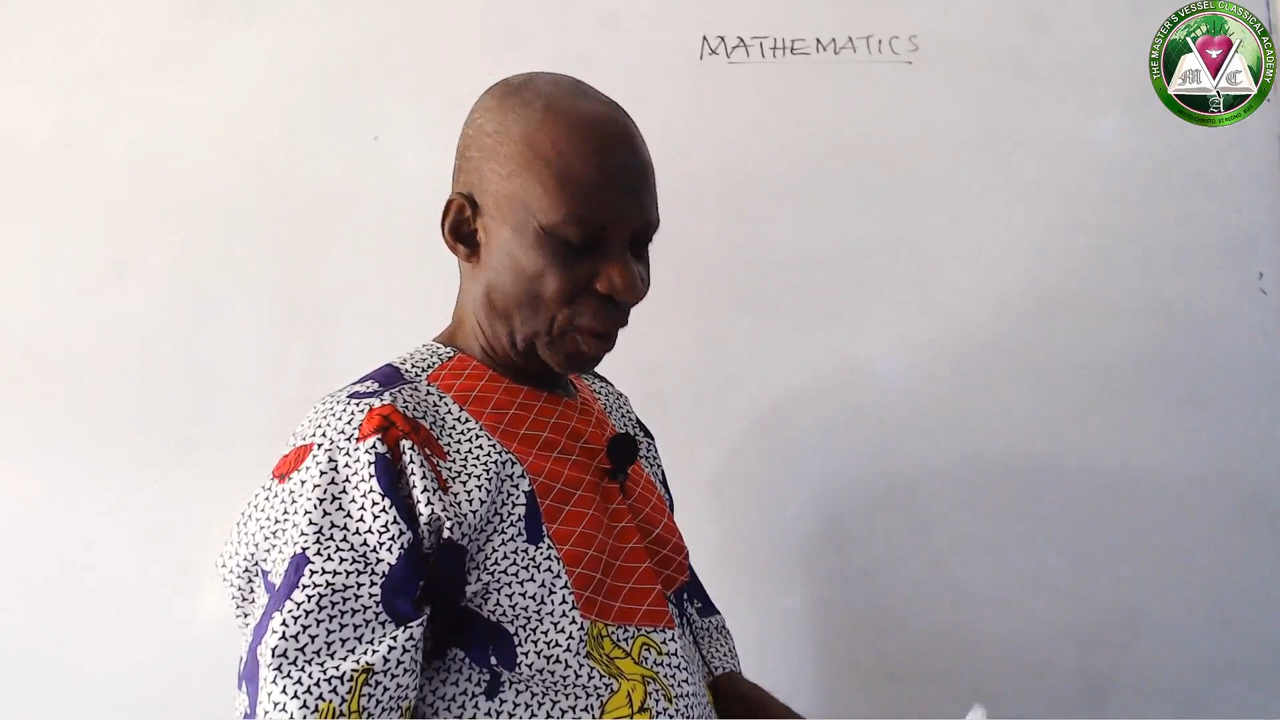 MATHEMATICS
THE MASTER'S VESSEL CLASSICAL ACADEMY
M C
A